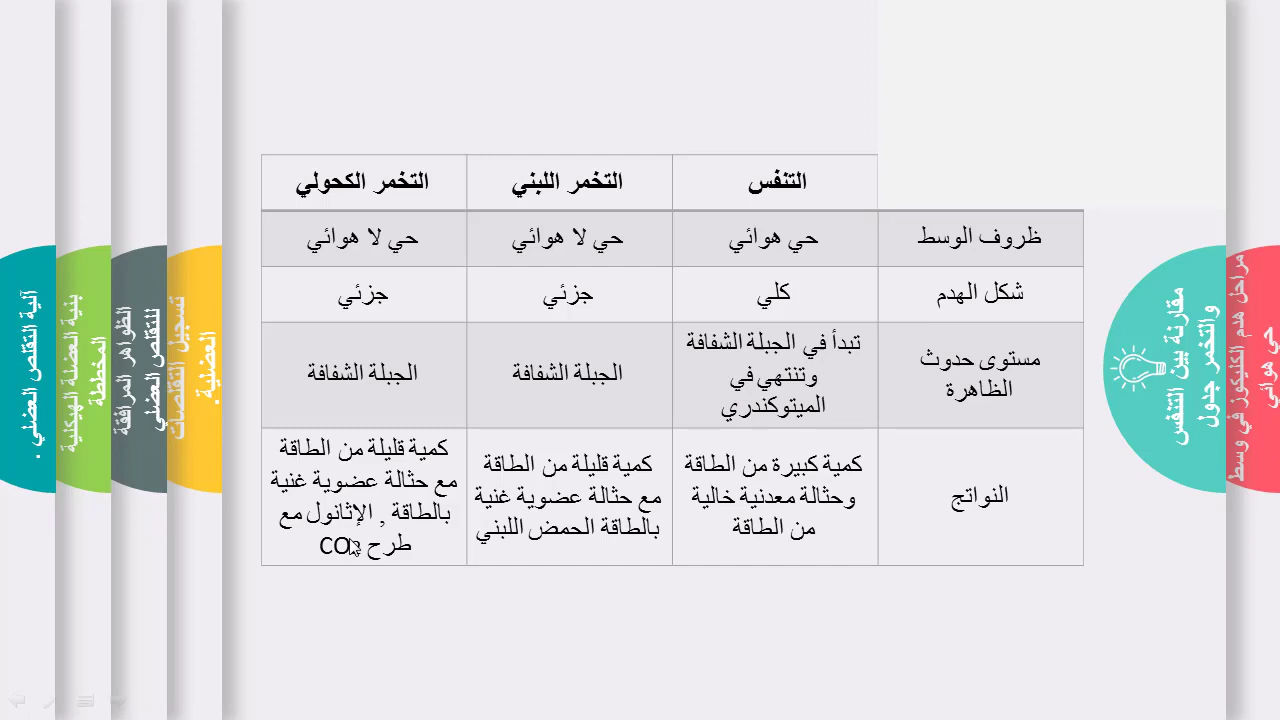 مراحل هدم الكليكوز في وسط
حي هوائي
مقارنة بين التنفس
والتخمر جدول
التنفس
التخمر اللبني
التخمر الكحولي
ظروف الوسط
حي هوائي
حي لا هوائي
حي لا هوائي
شكل الهدم
كلي
جزئي
جزئي
مستوى حدوث
الظاهرة
تبدأ في الجبلة الشفافة
وتنتهي في
الميتوكندري
الجبلة الشفافة
الجبلة الشفافة
النواتج
كمية كبيرة من الطاقة
وحثالة معدنية خالية
من الطاقة
كمية قليلة من الطاقة
مع حثالة عضوية غنية
بالطاقة الحمض اللبني
كمية قليلة من الطاقة
مع حثالة عضوية غنية
بالطاقة , الإثانول مع
طرح CO2
تسجيل التقلصات
العضلية .
الظواهر المرافقة
للتقلص العضلي
بنية العضلة الهيكلية
المخططة
آلية التقلص العضلي .